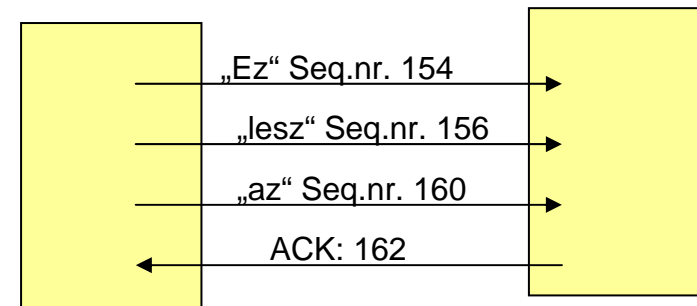 „Ez“ Seq.nr. 154
„lesz“ Seq.nr. 156
„az“ Seq.nr. 160
ACK: 162